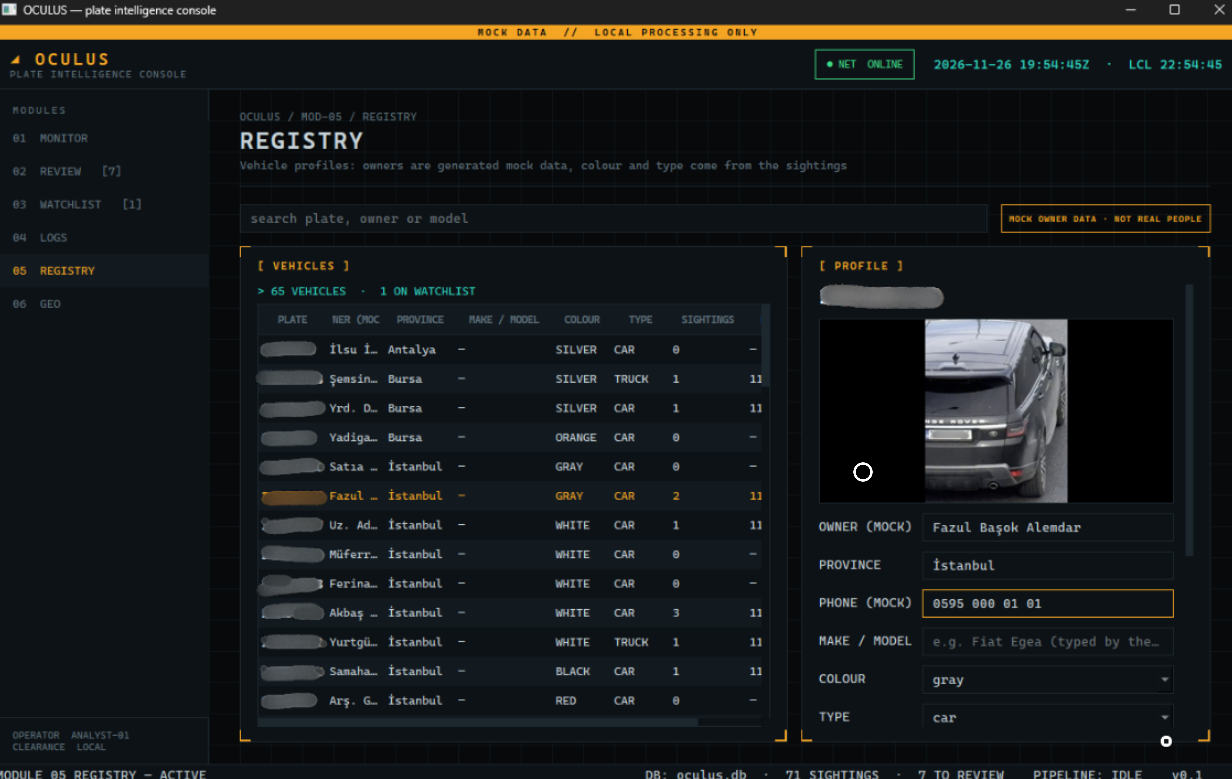 OCULUS — plate intelligence console
MOCK DATA // LOCAL PROCESSING ONLY
OCULUS
PLATE INTELLIGENCE CONSOLE
NET ONLINE
2026-11-26 19:54:45Z · LCL 22:54:45
MODULES
01 MONITOR
02 REVIEW [7]
03 WATCHLIST [1]
04 LOGS
05 REGISTRY
06 GEO
OPERATOR ANALYST-01
CLEARANCE LOCAL
OCULUS / MOD-05 / REGISTRY
REGISTRY
Vehicle profiles: owners are generated mock data, colour and type come from the sightings
search plate, owner or model
MOCK OWNER DATA · NOT REAL PEOPLE
[ VEHICLES ]
> 65 VEHICLES · 1 ON WATCHLIST
PLATE NER (MOC PROVINCE MAKE / MODEL COLOUR TYPE SIGHTINGS
İlsu İ… Antalya — SILVER CAR 0 —
Şemsin… Bursa — SILVER TRUCK 1 11
Yrd. D… Bursa — SILVER CAR 1 11
Yadiga… Bursa — ORANGE CAR 0 —
Satıa … İstanbul — GRAY CAR 0 —
Fazul … İstanbul — GRAY CAR 2 11
Uz. Ad… İstanbul — WHITE CAR 1 11
Müferr… İstanbul — WHITE CAR 0 —
Ferina… İstanbul — WHITE CAR 0 —
Akbaş … İstanbul — WHITE CAR 3 11
Yurtgü… İstanbul — WHITE TRUCK 1 11
Samaha… İstanbul — BLACK CAR 1 11
Arş. G… İstanbul — RED CAR 0 —
[ PROFILE ]
OWNER (MOCK) Fazul Başok Alemdar
PROVINCE İstanbul
PHONE (MOCK) 0595 000 01 01
MAKE / MODEL e.g. Fiat Egea (typed by the…
COLOUR gray
TYPE car
MODULE 05 REGISTRY — ACTIVE
DB: oculus.db · 71 SIGHTINGS · 7 TO REVIEW PIPELINE: IDLE v0.1